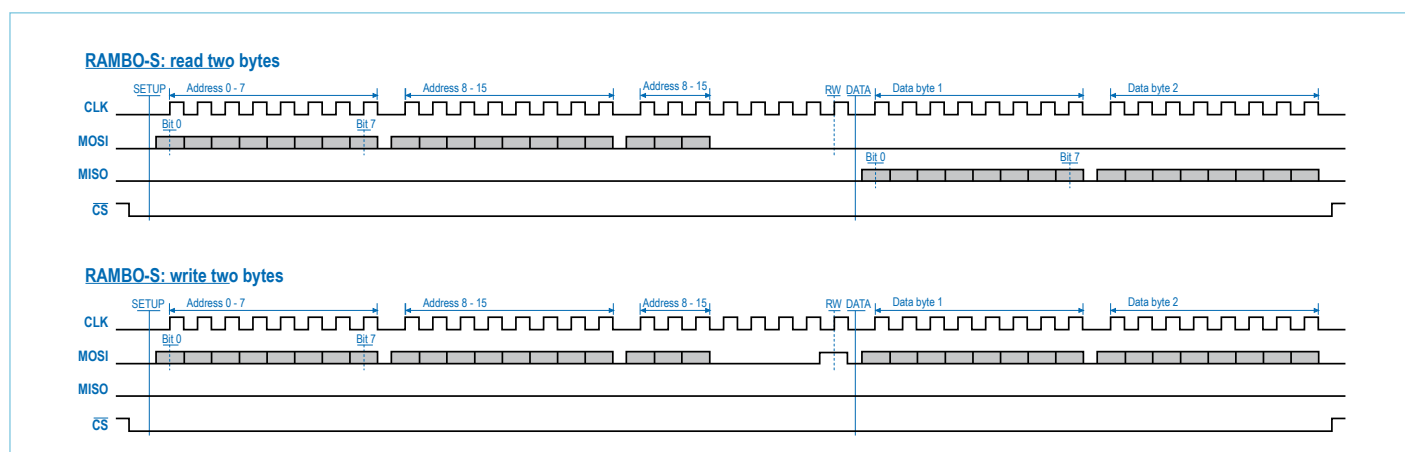 RAMBO-S: read two bytes
SETUP Address 0 - 7 Address 8 - 15 Address 8 - 15 RW DATA Data byte 1 Data byte 2
CLK
Bit 0 Bit 7
MOSI
Bit 0 Bit 7
MISO
CS
RAMBO-S: write two bytes
SETUP Address 0 - 7 Address 8 - 15 Address 8 - 15 RW DATA Data byte 1 Data byte 2
CLK
Bit 0 Bit 7
MOSI
MISO
CS